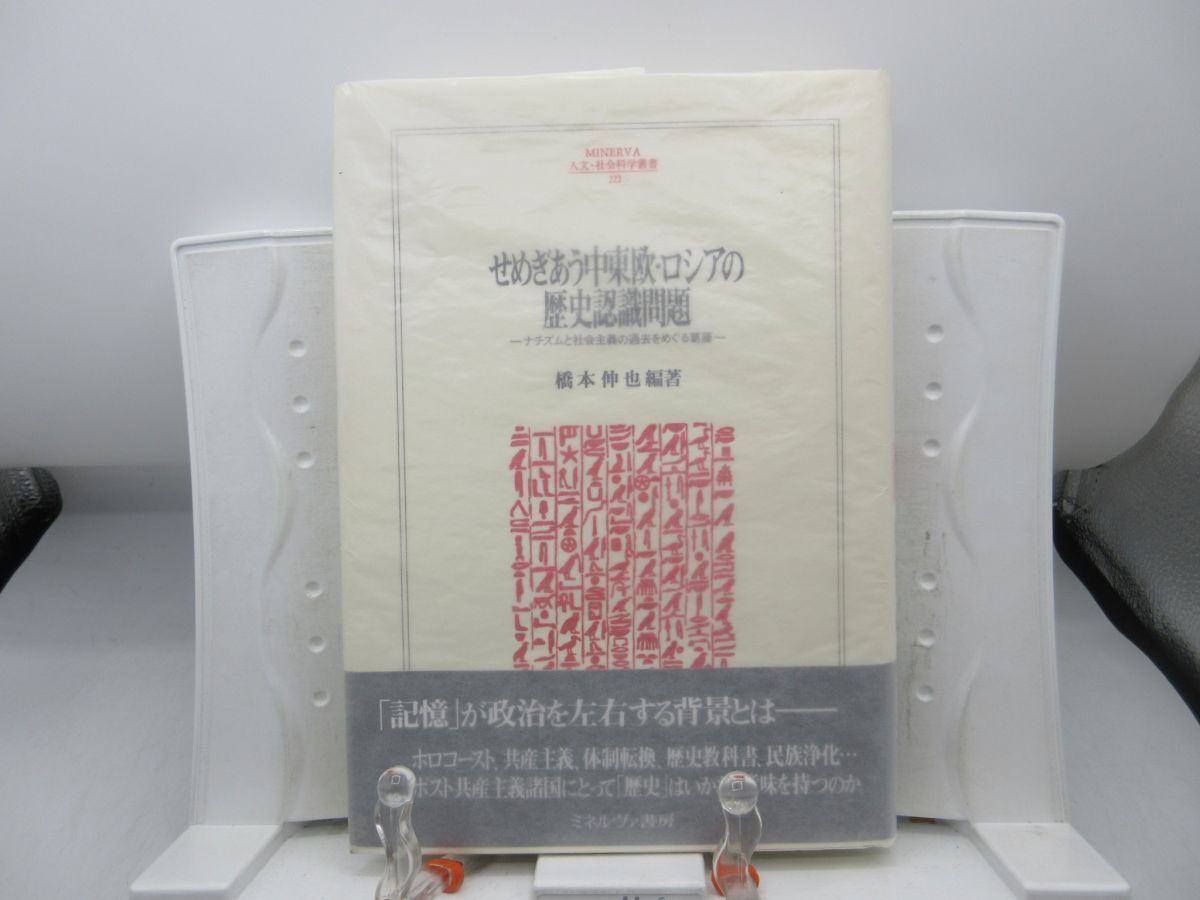 MINERVA
人文・社会科学叢書
222
せめぎあう中東欧・ロシアの
歴史認識問題
―ナチズムと社会主義の過去をめぐる葛藤―
橋本伸也編著
「記憶」が政治を左右する背景とは――
ホロコースト、共産主義、体制転換、歴史教科書、民族浄化…
ポスト共産主義諸国にとって「歴史」はいか味を持つのか
ミネルヴァ書房